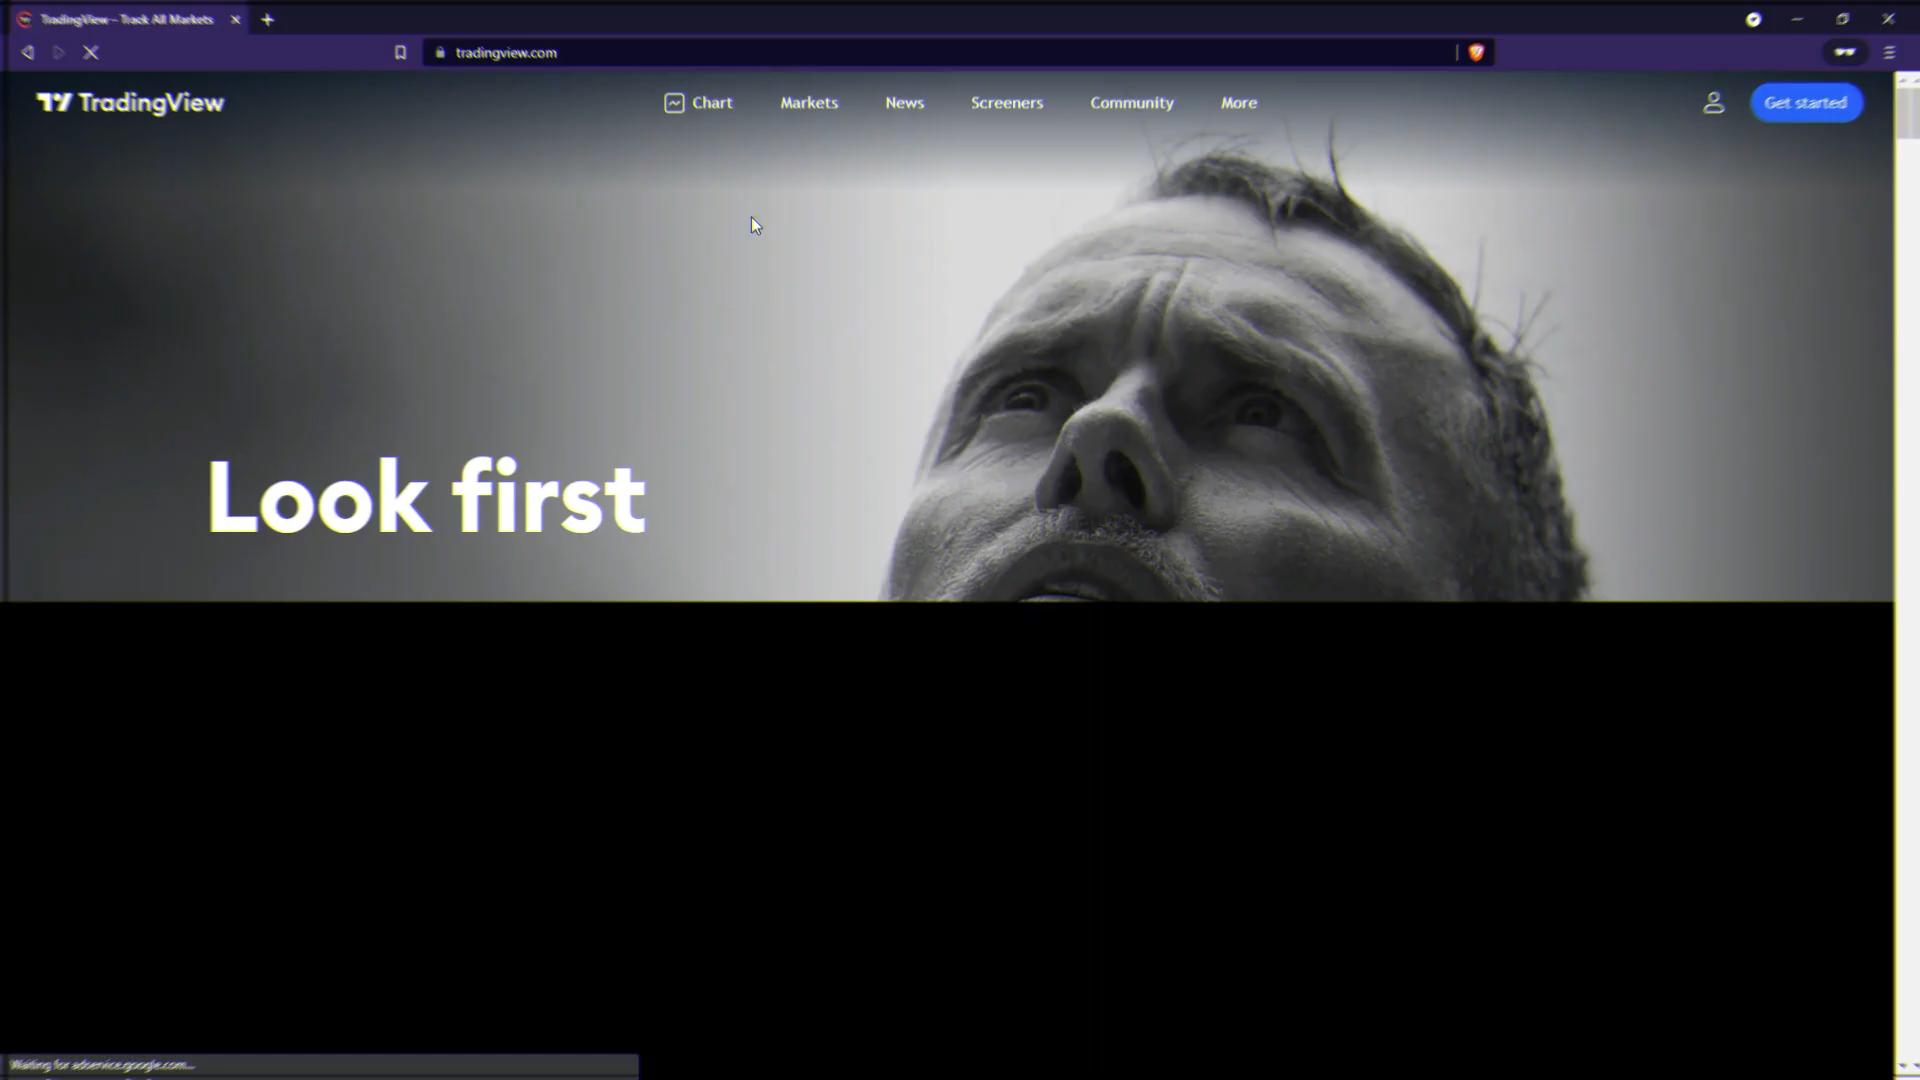 TradingView – Track All Markets
tradingview.com
TradingView
Chart
Markets
News
Screeners
Community
More
Get started
Look first
Waiting for adservice.google.com...